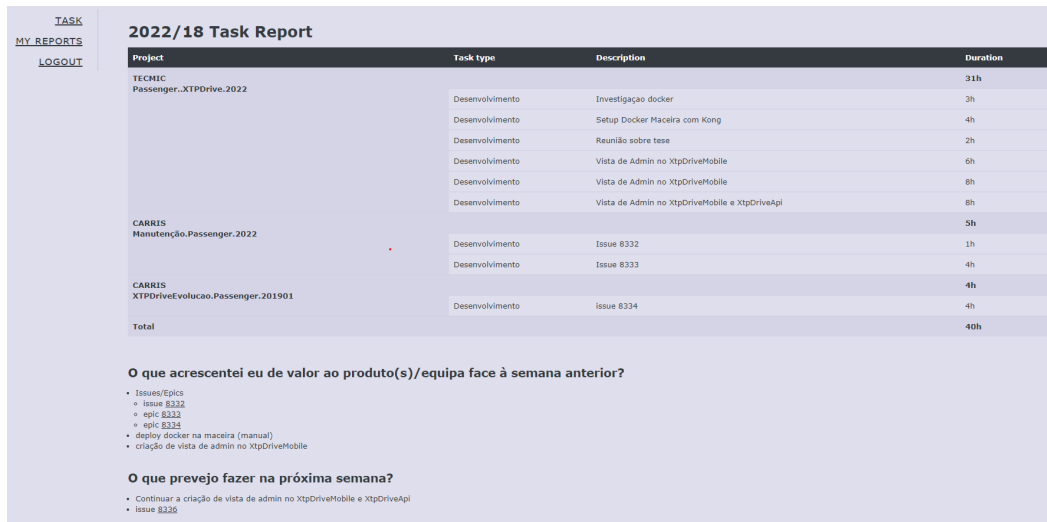 TASK
MY REPORTS
LOGOUT
2022/18 Task Report
Project Task type Description Duration
TECMIC 31h
Passenger..XTPDrive.2022
Desenvolvimento Investigaçao docker 3h
Desenvolvimento Setup Docker Maceira com Kong 4h
Desenvolvimento Reunião sobre tese 2h
Desenvolvimento Vista de Admin no XtpDriveMobile 6h
Desenvolvimento Vista de Admin no XtpDriveMobile 8h
Desenvolvimento Vista de Admin no XtpDriveMobile e XtpDriveApi 8h
CARRIS 5h
Manutenção.Passenger.2022
Desenvolvimento Issue 8332 1h
Desenvolvimento Issue 8333 4h
CARRIS 4h
XTPDriveEvolucao.Passenger.201901
Desenvolvimento issue 8334 4h
Total 40h
O que acrescentei eu de valor ao produto(s)/equipa face à semana anterior?
• Issues/Epics
◦ issue 8332
◦ epic 8333
◦ epic 8334
• deploy docker na maceira (manual)
• criação de vista de admin no XtpDriveMobile
O que prevejo fazer na próxima semana?
• Continuar a criação de vista de admin no XtpDriveMobile e XtpDriveApi
• issue 8336